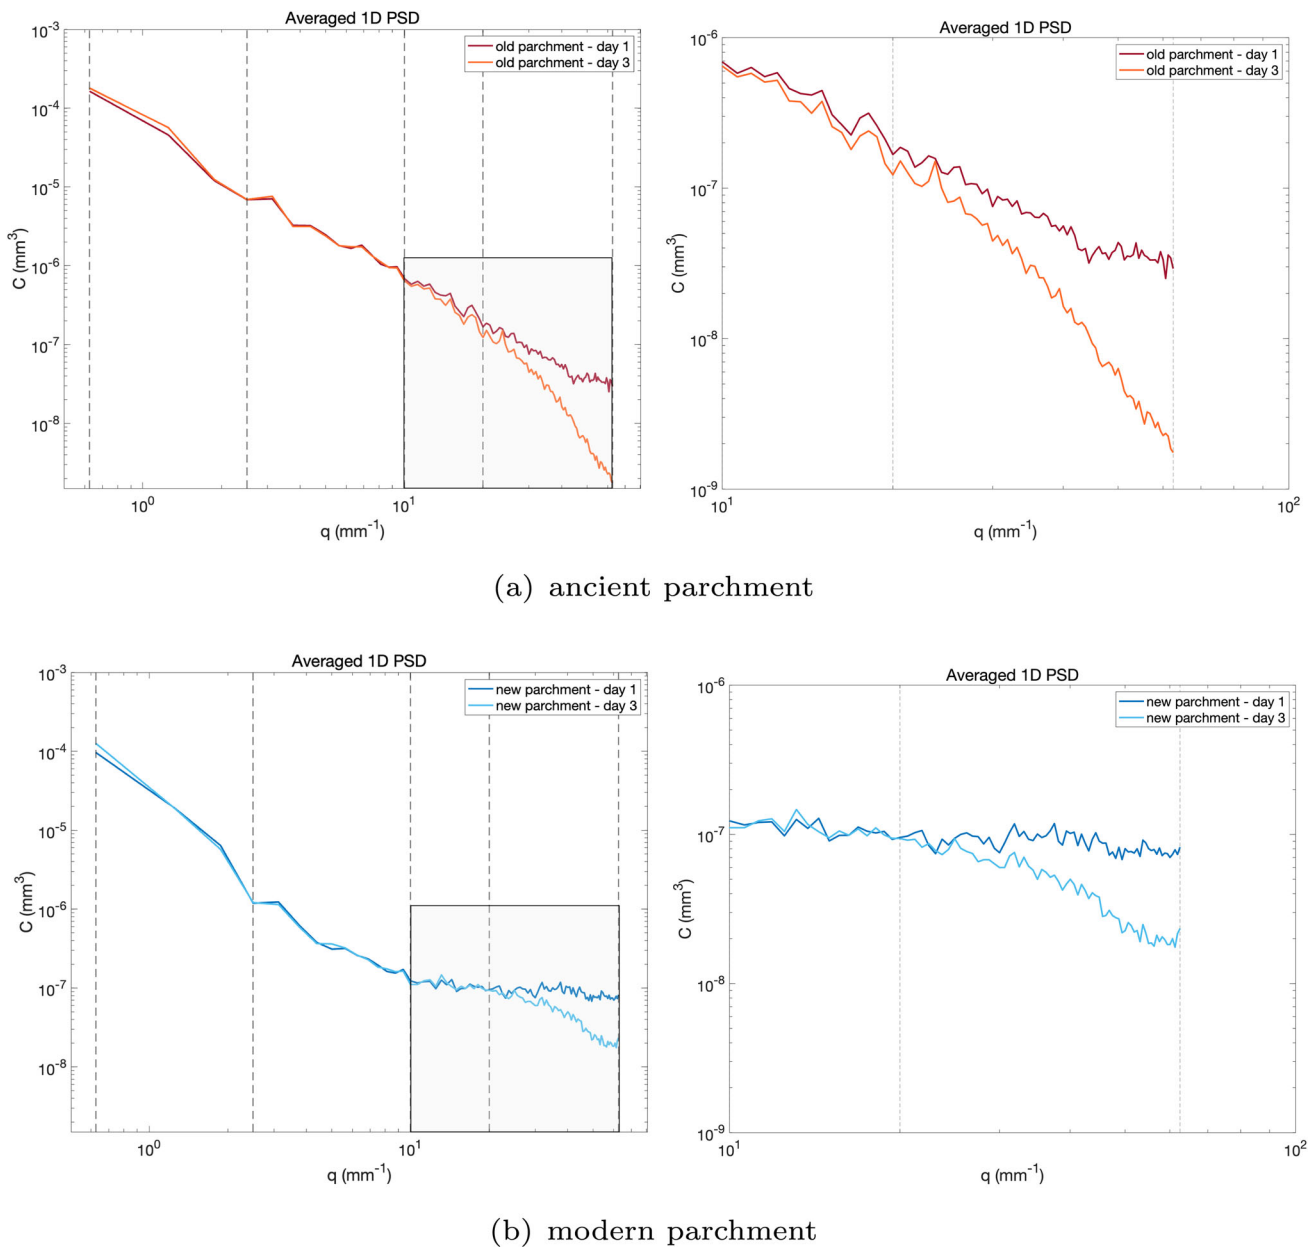 Averaged 1D PSD
old parchment - day 1
old parchment - day 3
10⁻³
10⁻⁴
10⁻⁵
10⁻⁶
10⁻⁷
10⁻⁸
C (mm³)
10⁰
10¹
q (mm⁻¹)
Averaged 1D PSD
old parchment - day 1
old parchment - day 3
10⁻⁶
10⁻⁷
10⁻⁸
10⁻⁹
C (mm³)
10¹
10²
q (mm⁻¹)
(a) ancient parchment
Averaged 1D PSD
new parchment - day 1
new parchment - day 3
10⁻³
10⁻⁴
10⁻⁵
10⁻⁶
10⁻⁷
10⁻⁸
C (mm³)
10⁰
10¹
q (mm⁻¹)
Averaged 1D PSD
new parchment - day 1
new parchment - day 3
10⁻⁶
10⁻⁷
10⁻⁸
10⁻⁹
C (mm³)
10¹
10²
q (mm⁻¹)
(b) modern parchment